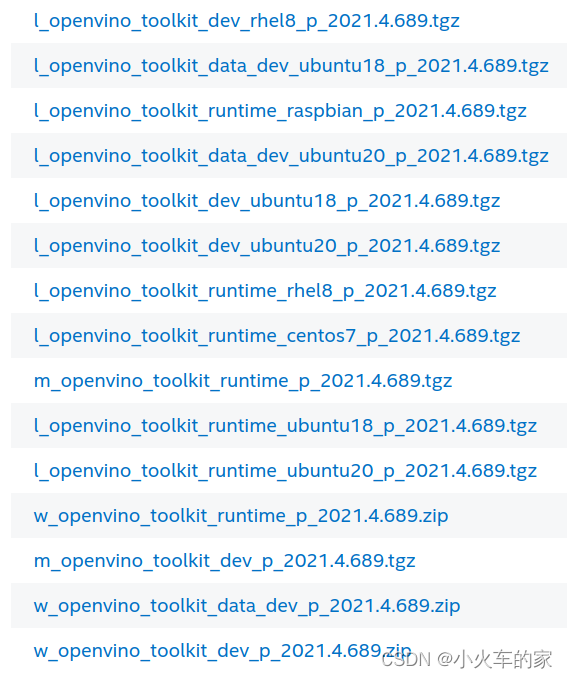 l_openvino_toolkit_dev_rhel8_p_2021.4.689.tgz
l_openvino_toolkit_data_dev_ubuntu18_p_2021.4.689.tgz
l_openvino_toolkit_runtime_raspbian_p_2021.4.689.tgz
l_openvino_toolkit_data_dev_ubuntu20_p_2021.4.689.tgz
l_openvino_toolkit_dev_ubuntu18_p_2021.4.689.tgz
l_openvino_toolkit_dev_ubuntu20_p_2021.4.689.tgz
l_openvino_toolkit_runtime_rhel8_p_2021.4.689.tgz
l_openvino_toolkit_runtime_centos7_p_2021.4.689.tgz
m_openvino_toolkit_runtime_p_2021.4.689.tgz
l_openvino_toolkit_runtime_ubuntu18_p_2021.4.689.tgz
l_openvino_toolkit_runtime_ubuntu20_p_2021.4.689.tgz
w_openvino_toolkit_runtime_p_2021.4.689.zip
m_openvino_toolkit_dev_p_2021.4.689.tgz
w_openvino_toolkit_data_dev_p_2021.4.689.zip
w_openvino_toolkit_dev_p_2021.4.689.zip
CSDN @小火车的家